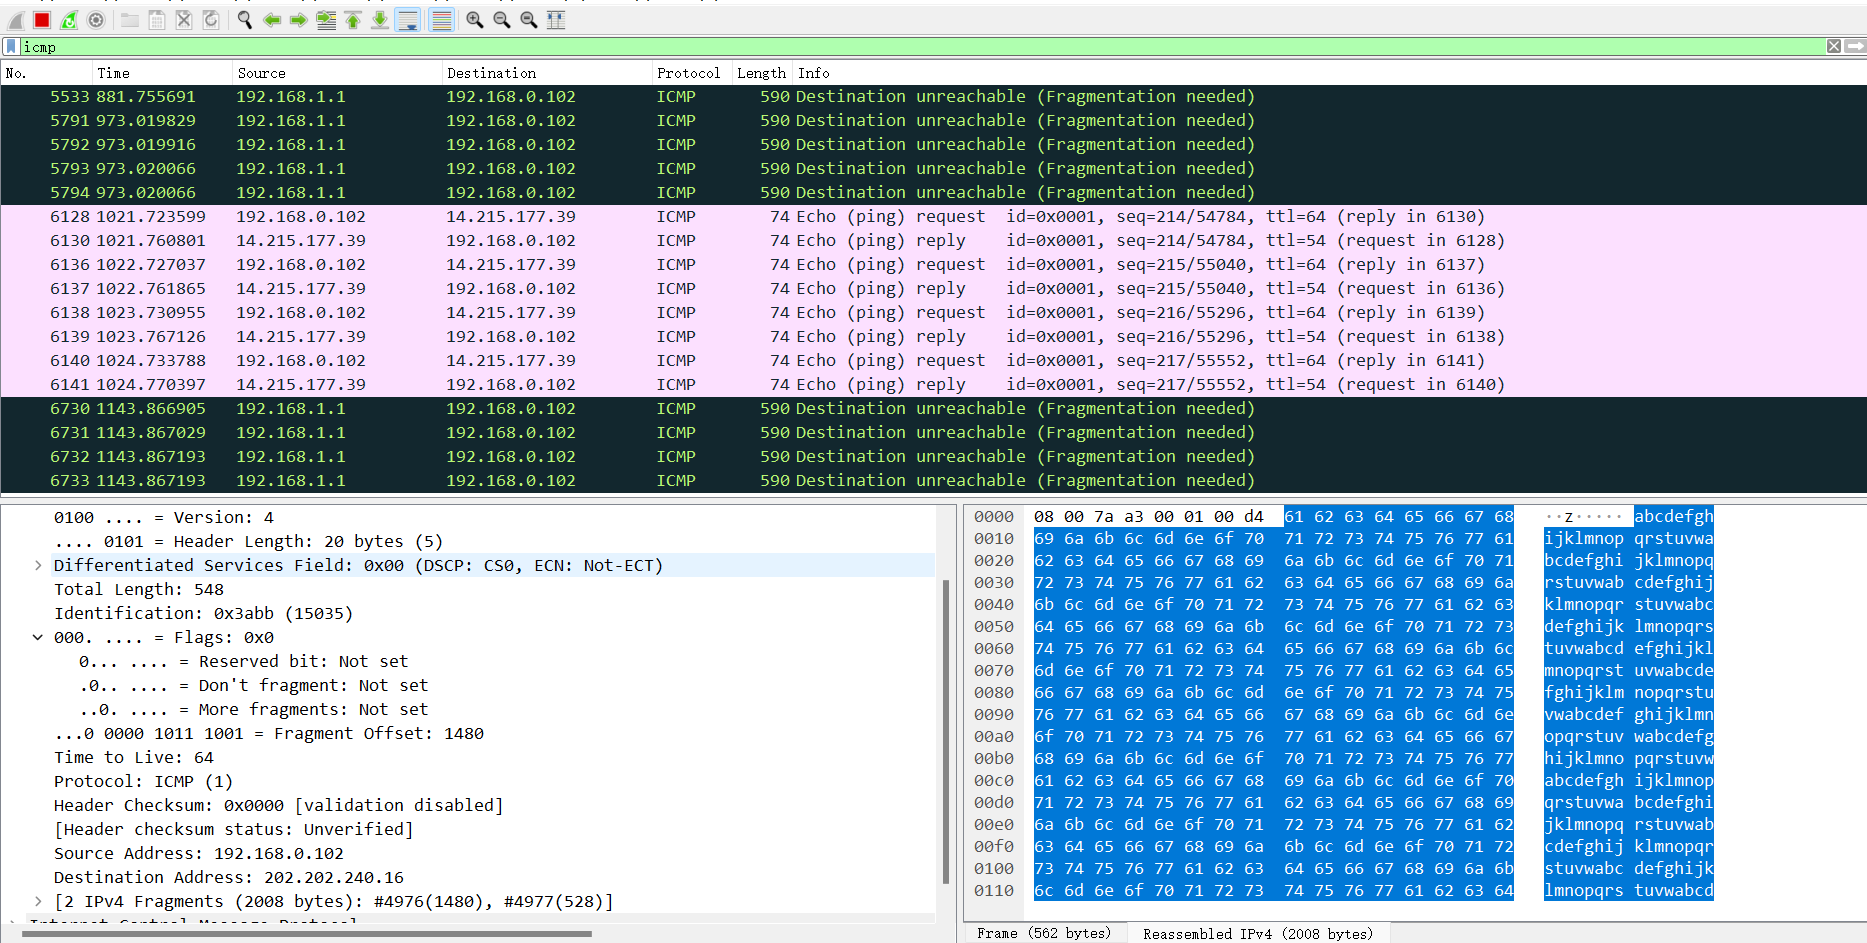 icmp
No. Time Source Destination Protocol Length Info
5533 881.755691 192.168.1.1 192.168.0.102 ICMP 590 Destination unreachable (Fragmentation needed)
5791 973.019829 192.168.1.1 192.168.0.102 ICMP 590 Destination unreachable (Fragmentation needed)
5792 973.019916 192.168.1.1 192.168.0.102 ICMP 590 Destination unreachable (Fragmentation needed)
5793 973.020066 192.168.1.1 192.168.0.102 ICMP 590 Destination unreachable (Fragmentation needed)
5794 973.020066 192.168.1.1 192.168.0.102 ICMP 590 Destination unreachable (Fragmentation needed)
6128 1021.723599 192.168.0.102 14.215.177.39 ICMP 74 Echo (ping) request id=0x0001, seq=214/54784, ttl=64 (reply in 6130)
6130 1021.760801 14.215.177.39 192.168.0.102 ICMP 74 Echo (ping) reply id=0x0001, seq=214/54784, ttl=54 (request in 6128)
6136 1022.727037 192.168.0.102 14.215.177.39 ICMP 74 Echo (ping) request id=0x0001, seq=215/55040, ttl=64 (reply in 6137)
6137 1022.761865 14.215.177.39 192.168.0.102 ICMP 74 Echo (ping) reply id=0x0001, seq=215/55040, ttl=54 (request in 6136)
6138 1023.730955 192.168.0.102 14.215.177.39 ICMP 74 Echo (ping) request id=0x0001, seq=216/55296, ttl=64 (reply in 6139)
6139 1023.767126 14.215.177.39 192.168.0.102 ICMP 74 Echo (ping) reply id=0x0001, seq=216/55296, ttl=54 (request in 6138)
6140 1024.733788 192.168.0.102 14.215.177.39 ICMP 74 Echo (ping) request id=0x0001, seq=217/55552, ttl=64 (reply in 6141)
6141 1024.770397 14.215.177.39 192.168.0.102 ICMP 74 Echo (ping) reply id=0x0001, seq=217/55552, ttl=54 (request in 6140)
6730 1143.866905 192.168.1.1 192.168.0.102 ICMP 590 Destination unreachable (Fragmentation needed)
6731 1143.867029 192.168.1.1 192.168.0.102 ICMP 590 Destination unreachable (Fragmentation needed)
6732 1143.867193 192.168.1.1 192.168.0.102 ICMP 590 Destination unreachable (Fragmentation needed)
6733 1143.867193 192.168.1.1 192.168.0.102 ICMP 590 Destination unreachable (Fragmentation needed)
0100 .... = Version: 4
.... 0101 = Header Length: 20 bytes (5)
Differentiated Services Field: 0x00 (DSCP: CS0, ECN: Not-ECT)
Total Length: 548
Identification: 0x3abb (15035)
000. .... = Flags: 0x0
0... .... = Reserved bit: Not set
.0.. .... = Don't fragment: Not set
..0. .... = More fragments: Not set
...0 0000 1011 1001 = Fragment Offset: 1480
Time to Live: 64
Protocol: ICMP (1)
Header Checksum: 0x0000 [validation disabled]
[Header checksum status: Unverified]
Source Address: 192.168.0.102
Destination Address: 202.202.240.16
[2 IPv4 Fragments (2008 bytes): #4976(1480), #4977(528)]
Internet Control Message Protocol
0000 08 00 7a a3 00 01 00 d4 61 62 63 64 65 66 67 68 ··z····· abcdefgh
0010 69 6a 6b 6c 6d 6e 6f 70 71 72 73 74 75 76 77 61 ijklmnop qrstuvwa
0020 62 63 64 65 66 67 68 69 6a 6b 6c 6d 6e 6f 70 71 bcdefghi jklmnopq
0030 72 73 74 75 76 77 61 62 63 64 65 66 67 68 69 6a rstuvwab cdefghij
0040 6b 6c 6d 6e 6f 70 71 72 73 74 75 76 77 61 62 63 klmnopqr stuvwabc
0050 64 65 66 67 68 69 6a 6b 6c 6d 6e 6f 70 71 72 73 defghijk lmnopqrs
0060 74 75 76 77 61 62 63 64 65 66 67 68 69 6a 6b 6c tuvwabcd efghijkl
0070 6d 6e 6f 70 71 72 73 74 75 76 77 61 62 63 64 65 mnopqrst uvwabcde
0080 66 67 68 69 6a 6b 6c 6d 6e 6f 70 71 72 73 74 75 fghijklm nopqrstu
0090 76 77 61 62 63 64 65 66 67 68 69 6a 6b 6c 6d 6e vwabcdef ghijklmn
00a0 6f 70 71 72 73 74 75 76 77 61 62 63 64 65 66 67 opqrstuv wabcdefg
00b0 68 69 6a 6b 6c 6d 6e 6f 70 71 72 73 74 75 76 77 hijklmno pqrstuvw
00c0 61 62 63 64 65 66 67 68 69 6a 6b 6c 6d 6e 6f 70 abcdefgh ijklmnop
00d0 71 72 73 74 75 76 77 61 62 63 64 65 66 67 68 69 qrstuvwa bcdefghi
00e0 6a 6b 6c 6d 6e 6f 70 71 72 73 74 75 76 77 61 62 jklmnopq rstuvwab
00f0 63 64 65 66 67 68 69 6a 6b 6c 6d 6e 6f 70 71 72 cdefghij klmnopqr
0100 73 74 75 76 77 61 62 63 64 65 66 67 68 69 6a 6b stuvwabc defghijk
0110 6c 6d 6e 6f 70 71 72 73 74 75 76 77 61 62 63 64 lmnopqrs tuvwabcd
Frame (562 bytes) Reassembled IPv4 (2008 bytes)